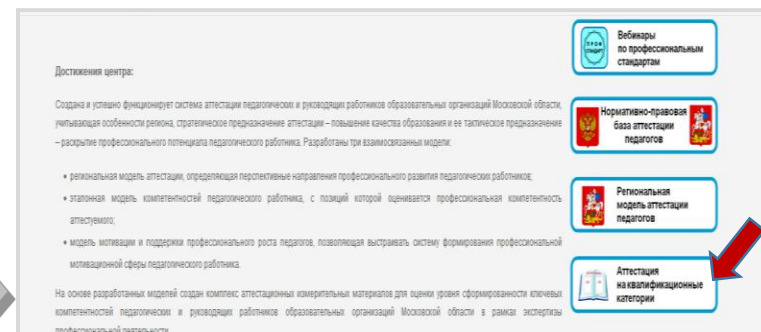 Достижения центра:
Создана и успешно функционирует система аттестации педагогических и руководящих работников образовательных организаций Московской области,
учитывающая особенности региона, стратегическое предназначение аттестации – повышение качества образования и ее тактическое предназначение
– раскрытие профессионального потенциала педагогического работника. Разработаны три взаимосвязанных модели:
• региональная модель аттестации, определяющая перспективные направления профессионального развития педагогических работников;
• эталонная модель компетентностей педагогического работника, с позиций которой оценивается профессиональная компетентность
аттестуемого;
• модель мотивации и поддержки профессионального роста педагогов, позволяющая выстраивать систему формирования профессиональной
мотивационной сферы педагогического работника.
На основе разработанных моделей создан комплекс аттестационных измерительных материалов для оценки уровня сформированности ключевых
компетентностей педагогических и руководящих работников образовательных организаций Московской области в рамках экспертизы
профессиональной деятельности.
ПРОФ
СТАНДАРТ
Вебинары
по профессиональным
стандартам
Нормативно-правовая
база аттестации
педагогов
Региональная
модель аттестации
педагогов
Аттестация
на квалификационные
категории